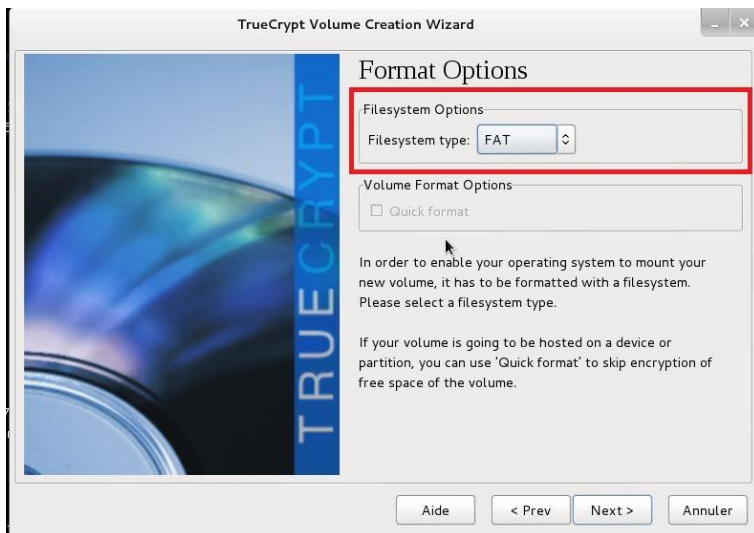 TrueCrypt Volume Creation Wizard
TRUECRYPT
Format Options
Filesystem Options
Filesystem type: FAT
Volume Format Options
Quick format
In order to enable your operating system to mount your
new volume, it has to be formatted with a filesystem.
Please select a filesystem type.
If your volume is going to be hosted on a device or
partition, you can use 'Quick format' to skip encryption of
free space of the volume.
Aide
< Prev
Next >
Annuler